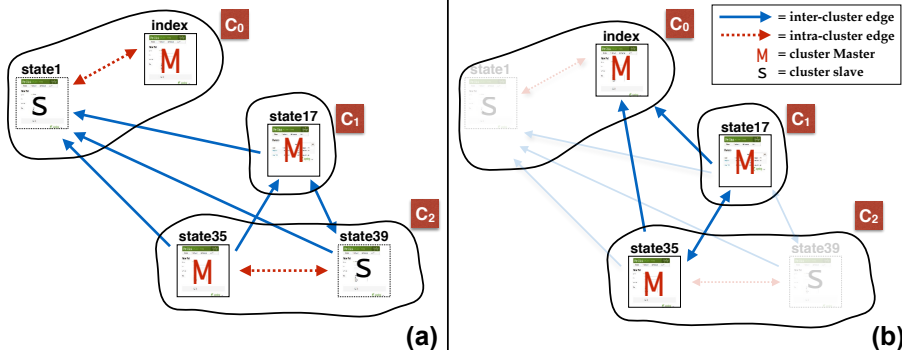 index
C0
M
state1
S
state17
C1
M
C2
state35
state39
M
S
(a)
C0
index
M
state1
S
state17
C1
M
C2
state35
state39
M
S
(b)
= inter-cluster edge
= intra-cluster edge
M = cluster Master
S = cluster slave